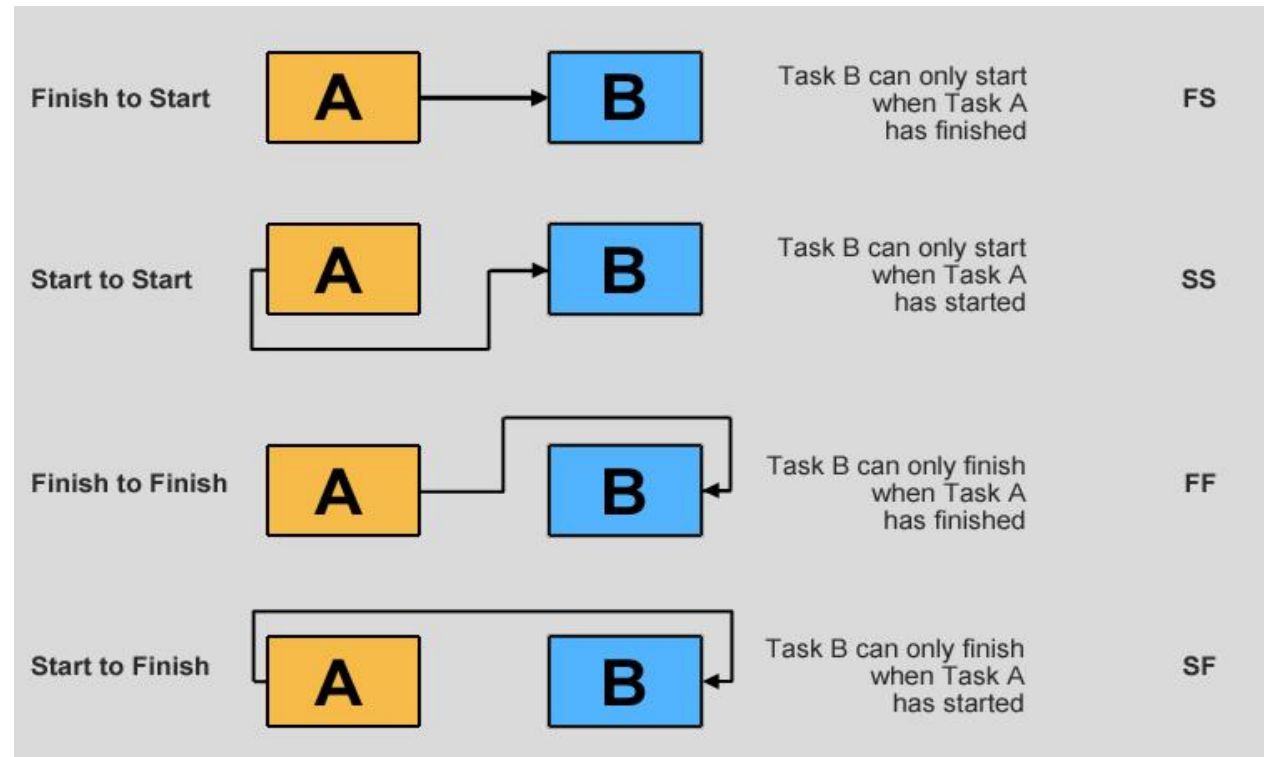 Finish to Start
A
B
Task B can only start
when Task A
has finished
FS
Start to Start
A
B
Task B can only start
when Task A
has started
SS
Finish to Finish
A
B
Task B can only finish
when Task A
has finished
FF
Start to Finish
A
B
Task B can only finish
when Task A
has started
SF